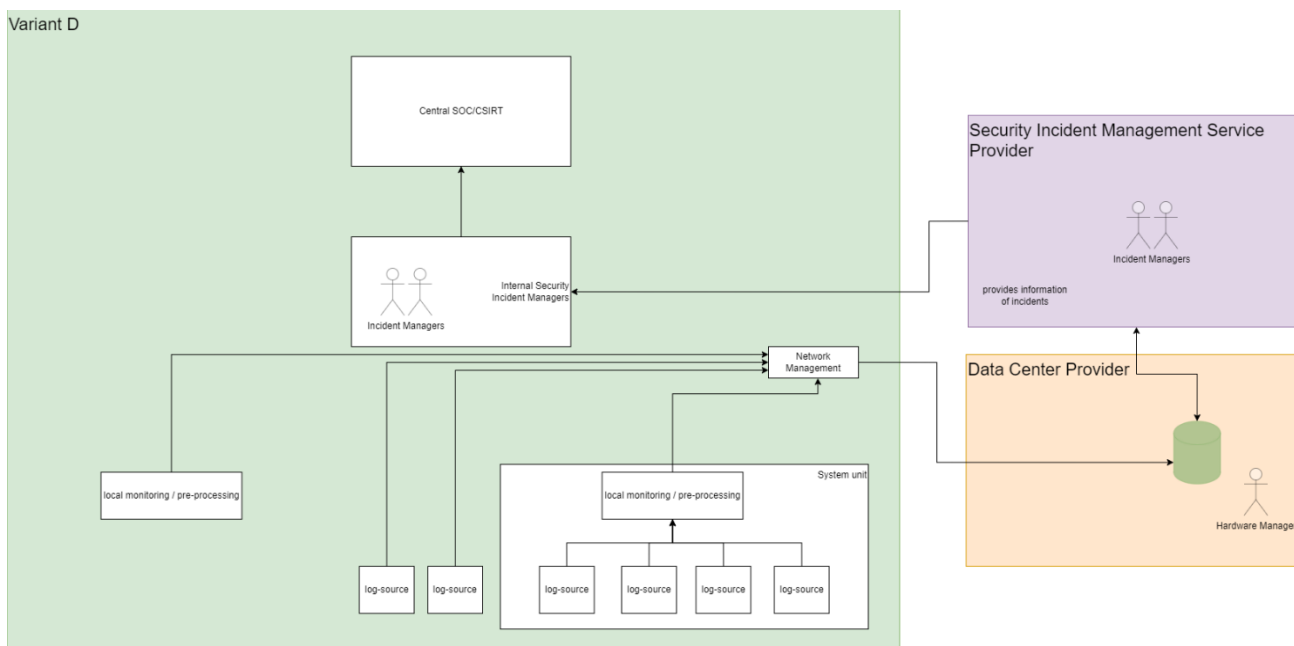 Variant D
Central SOC/CSIRT
Security Incident Management Service
Provider
Incident Managers
provides information
of incidents
Internal Security
Incident Managers
Incident Managers
Network
Management
Data Center Provider
local monitoring / pre-processing
System unit
local monitoring / pre-processing
Hardware Manage
log-source
log-source
log-source
log-source
log-source
log-source